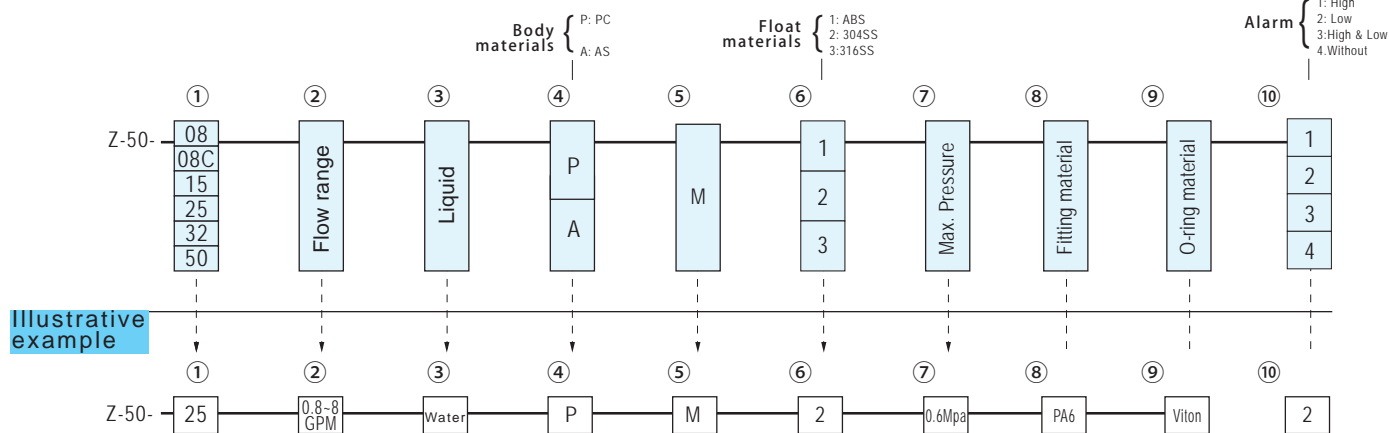 Body materials { P: PC
A: AS
Float materials { 1: ABS
2: 304SS
3:316SS
Alarm { 1: High
2: Low
3:High & Low
4.Without
① ② ③ ④ ⑤ ⑥ ⑦ ⑧ ⑨ ⑩
Z-50-
08
08C
15
25
32
50
Flow range
Liquid
P
A
M
1
2
3
Max. Pressure
Fitting material
O-ring material
1
2
3
4
Illustrative
example
① ② ③ ④ ⑤ ⑥ ⑦ ⑧ ⑨ ⑩
Z-50- 25 0.8~8 GPM Water P M 2 0.6Mpa PA6 Viton 2